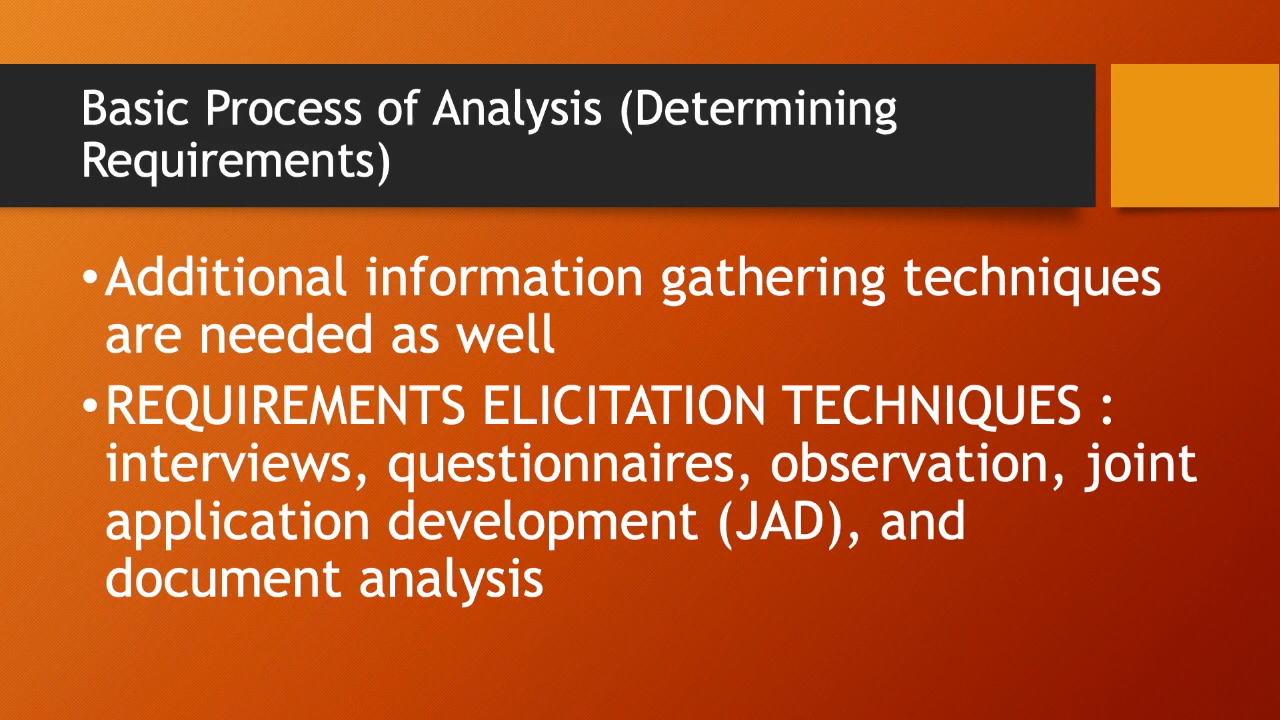 Basic Process of Analysis (Determining
Requirements)
•Additional information gathering techniques
are needed as well
•REQUIREMENTS ELICITATION TECHNIQUES :
interviews, questionnaires, observation, joint
application development (JAD), and
document analysis